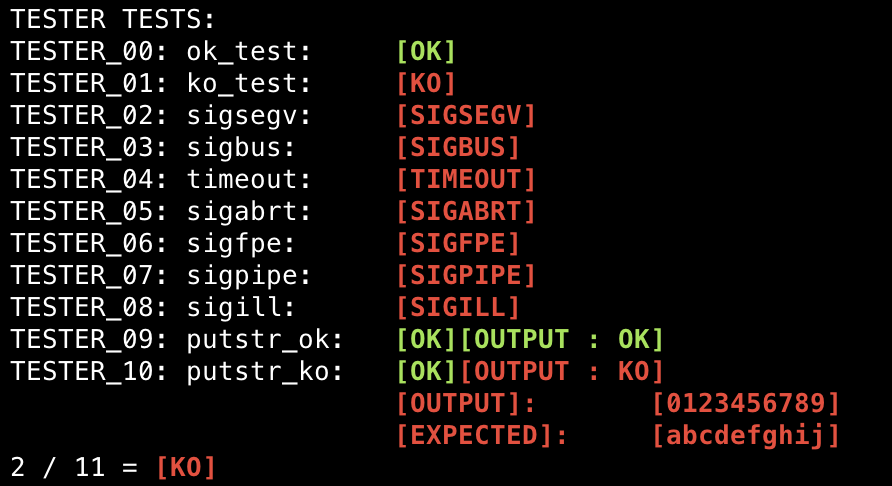 TESTER TESTS:
TESTER_00: ok_test: [OK]
TESTER_01: ko_test: [KO]
TESTER_02: sigsegv: [SIGSEGV]
TESTER_03: sigbus: [SIGBUS]
TESTER_04: timeout: [TIMEOUT]
TESTER_05: sigabrt: [SIGABRT]
TESTER_06: sigfpe: [SIGFPE]
TESTER_07: sigpipe: [SIGPIPE]
TESTER_08: sigill: [SIGILL]
TESTER_09: putstr_ok: [OK][OUTPUT : OK]
TESTER_10: putstr_ko: [OK][OUTPUT : KO]
[OUTPUT]: [0123456789]
[EXPECTED]: [abcdefghij]
2 / 11 = [KO]